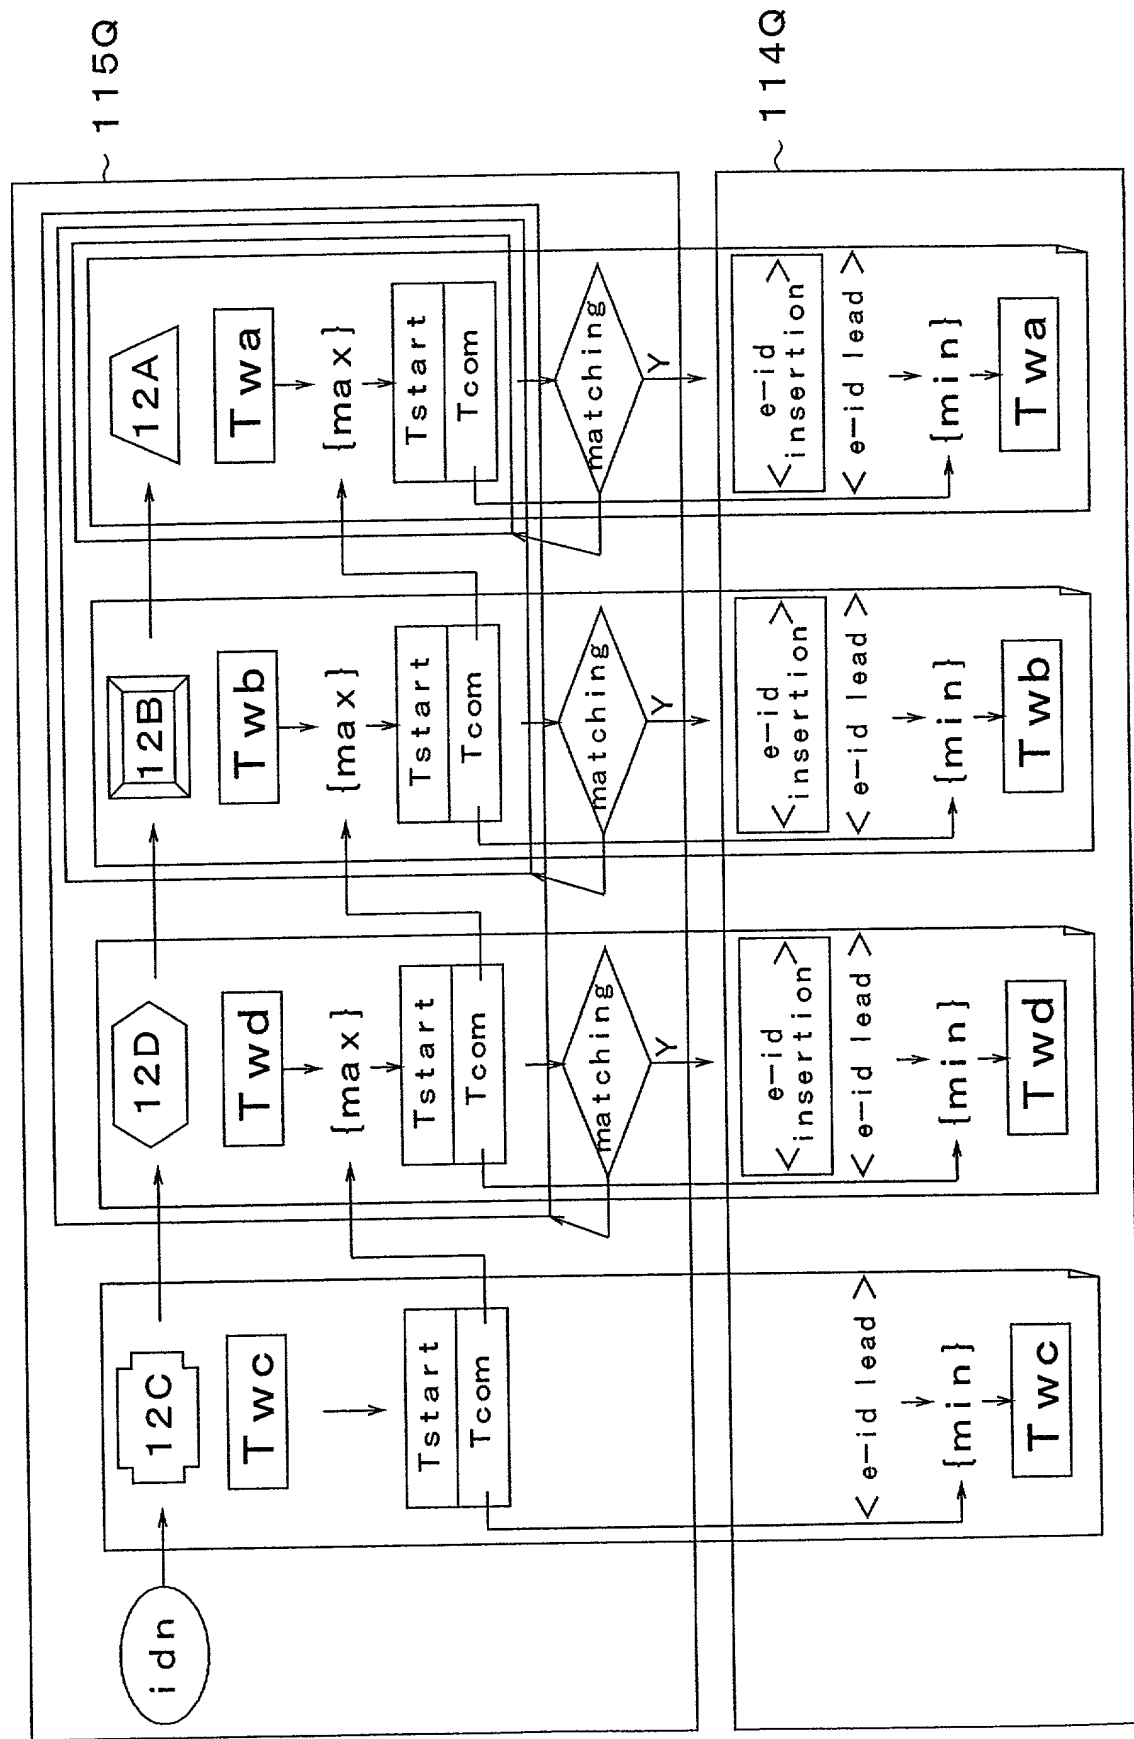 115Q
idn
12C
12D
12B
12A
Twc
Twd
Twb
Twa
{max}
{max}
{max}
Tstart
Tcom
Tstart
Tcom
Tstart
Tcom
Tstart
Tcom
matching
matching
matching
Y
Y
Y
114Q
<e-id
insertion>
<e-id
insertion>
<e-id
insertion>
<e-id lead>
<e-id lead>
<e-id lead>
<e-id lead>
{min}
{min}
{min}
{min}
Twc
Twd
Twb
Twa